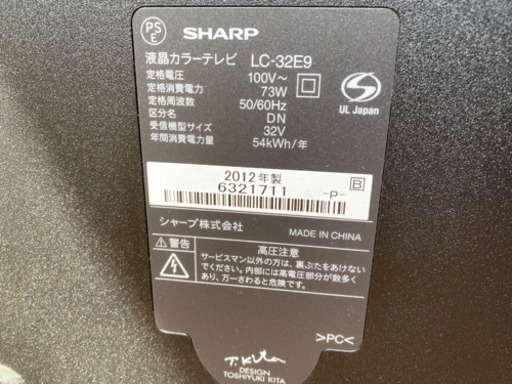 PSE
SHARP
液晶カラーテレビ LC-32E9
定格電圧 100V～
定格消費電力 73W
定格周波数 50/60Hz
区分名 DN
受信機型サイズ 32V
年間消費電力量 54kWh/年
UL Japan
2012年製 B
6321711 -P-
シャープ株式会社 MADE IN CHINA
警告 高圧注意
サービスマン以外の方は、裏ぶたをあけない
でください。内部には高電圧部分が数多く
あり、万一さわると危険です。
>PC<
T. Kita
DESIGN
TOSHIYUKI KITA